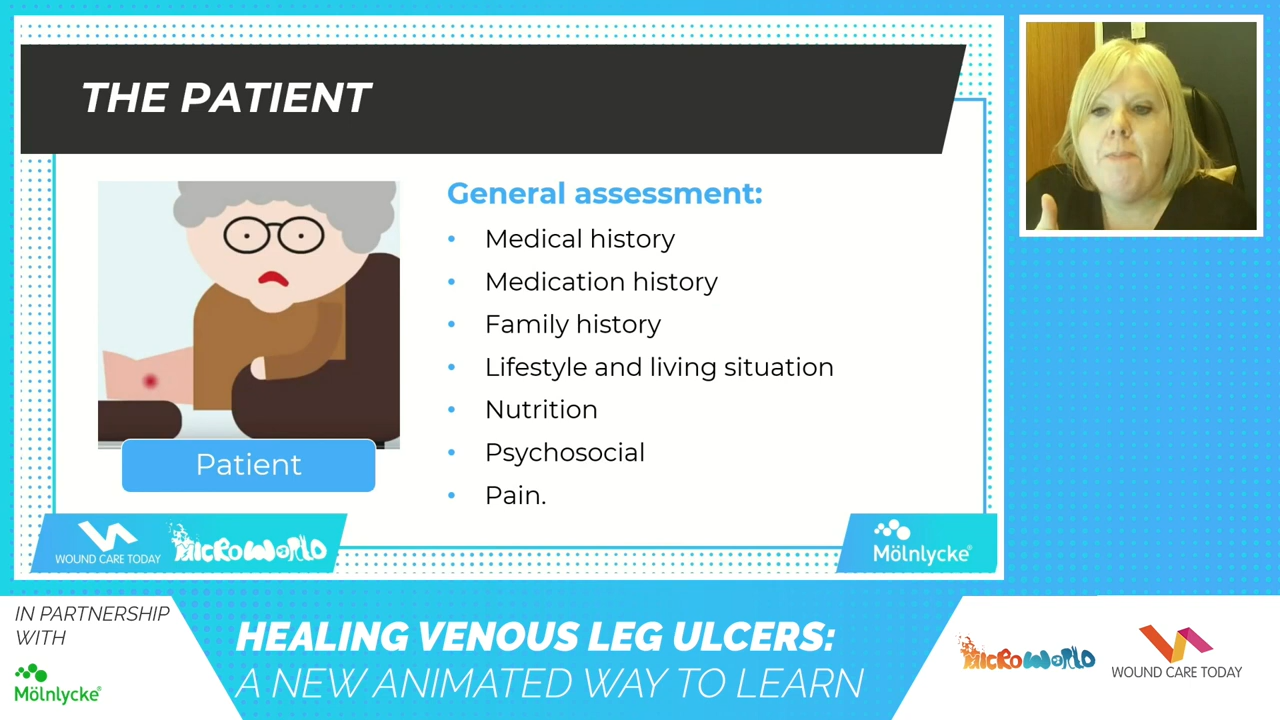 THE PATIENT
General assessment:
• Medical history
• Medication history
• Family history
• Lifestyle and living situation
• Nutrition
• Psychosocial
• Pain.
Patient
WOUND CARE TODAY
MICROWORLD
Mölnlycke®
IN PARTNERSHIP
WITH
Mölnlycke®
HEALING VENOUS LEG ULCERS:
A NEW ANIMATED WAY TO LEARN
MICROWORLD
WOUND CARE TODAY